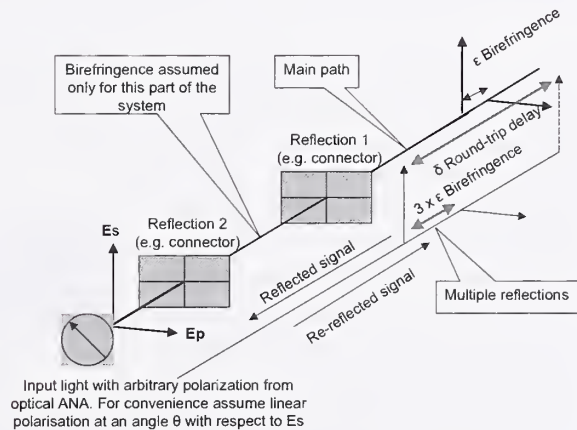 ε Birefringence
Birefringence assumed
only for this part of the
system
Main path
δ Round-trip delay
Reflection 1
(e.g. connector)
3 x ε Birefringence
Reflection 2
(e.g. connector)
Es
Reflected signal
Multiple reflections
Re-reflected signal
Ep
Input light with arbitrary polarization from
optical ANA. For convenience assume linear
polarisation at an angle θ with respect to Es